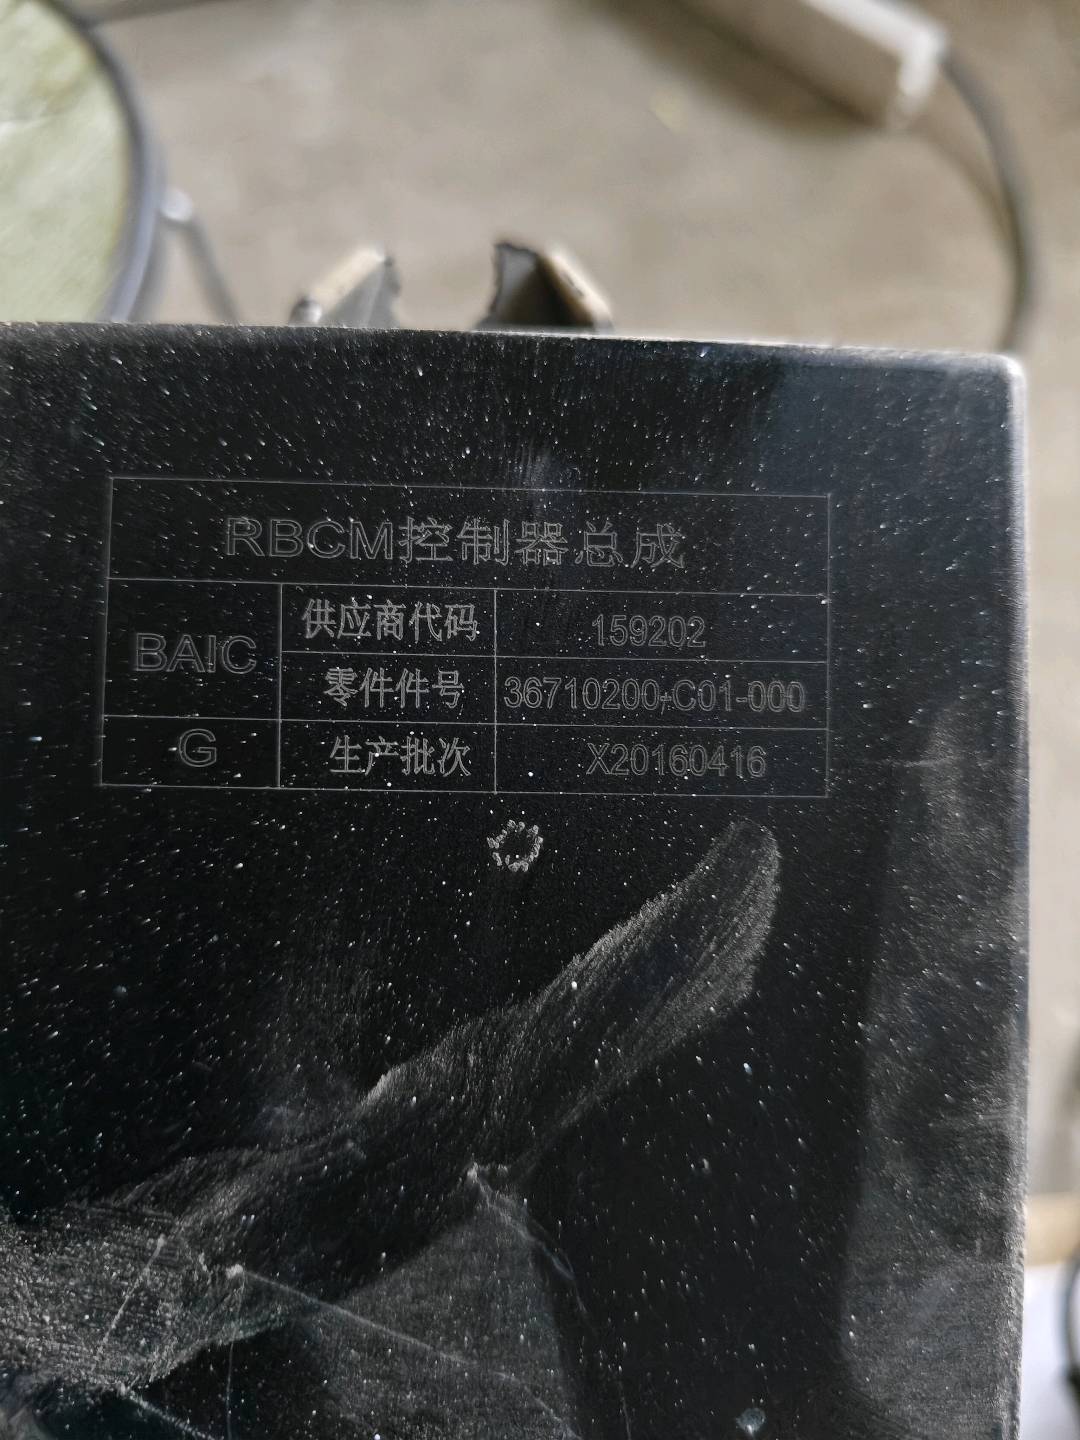 RBCM控制器总成
BAIC
供应商代码 159202
零件件号 36710200-C01-000
G
生产批次 X20160416